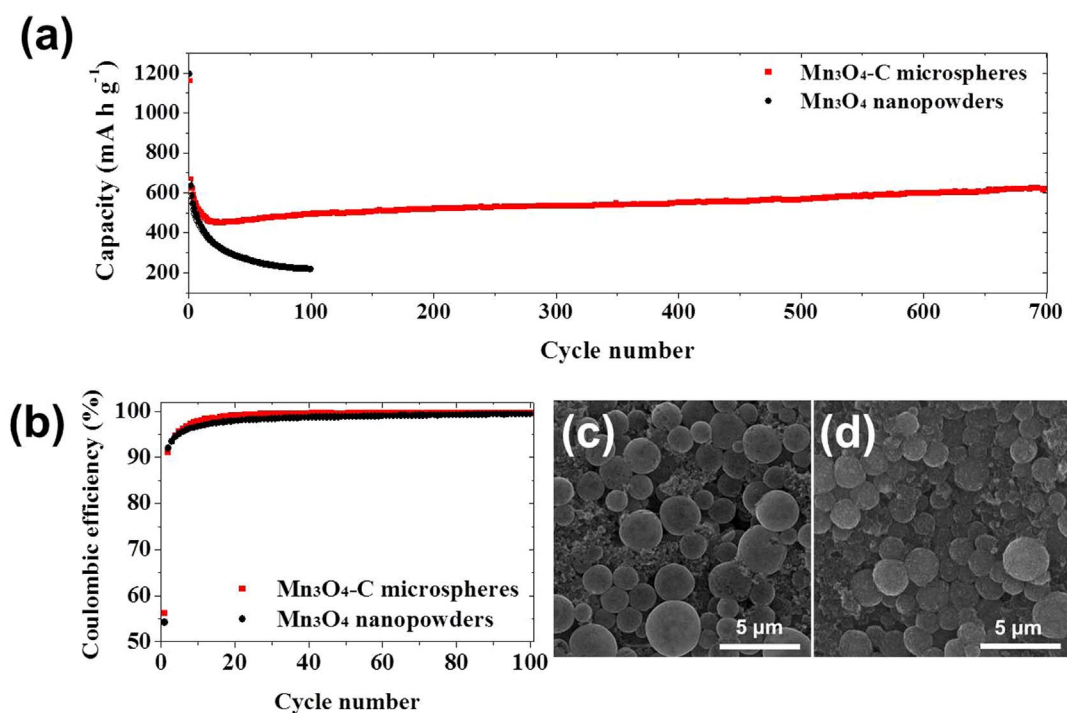 (a)
1200
1000
800
600
400
200
Capacity (mA h g⁻¹)
Mn₃O₄-C microspheres
Mn₃O₄ nanopowders
0 100 200 300 400 500 600 700
Cycle number
(b)
100
90
80
70
60
50
Coulombic efficiency (%)
Mn₃O₄-C microspheres
Mn₃O₄ nanopowders
0 20 40 60 80 100
Cycle number
(c)
5 μm
(d)
5 μm